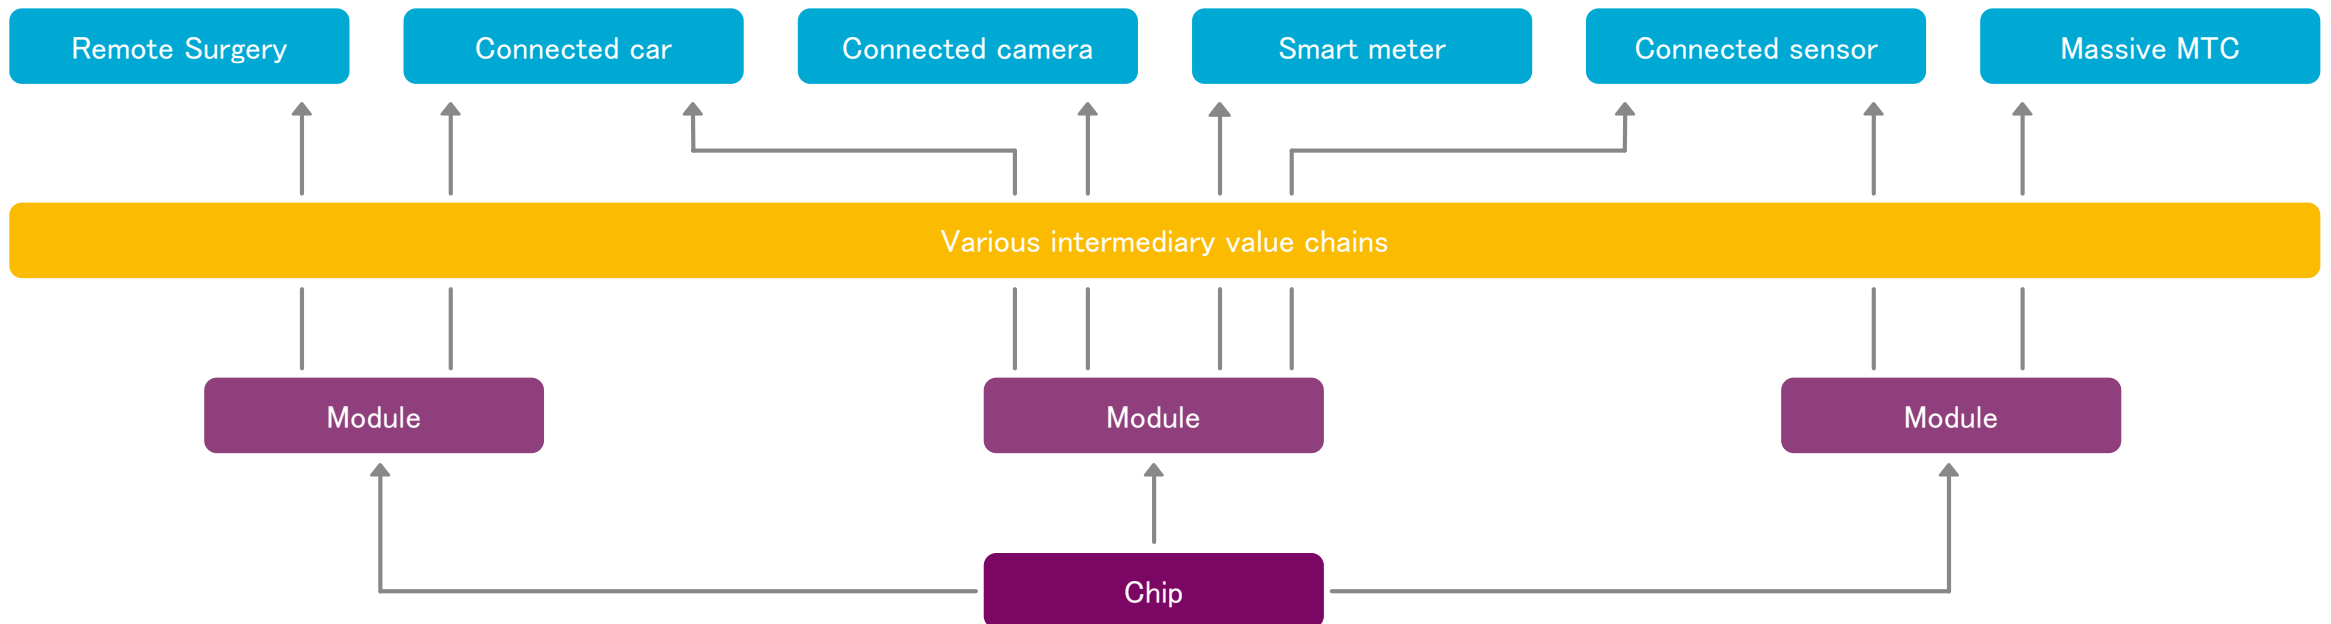 Remote Surgery
Connected car
Connected camera
Smart meter
Connected sensor
Massive MTC
Various intermediary value chains
Module
Module
Module
Chip